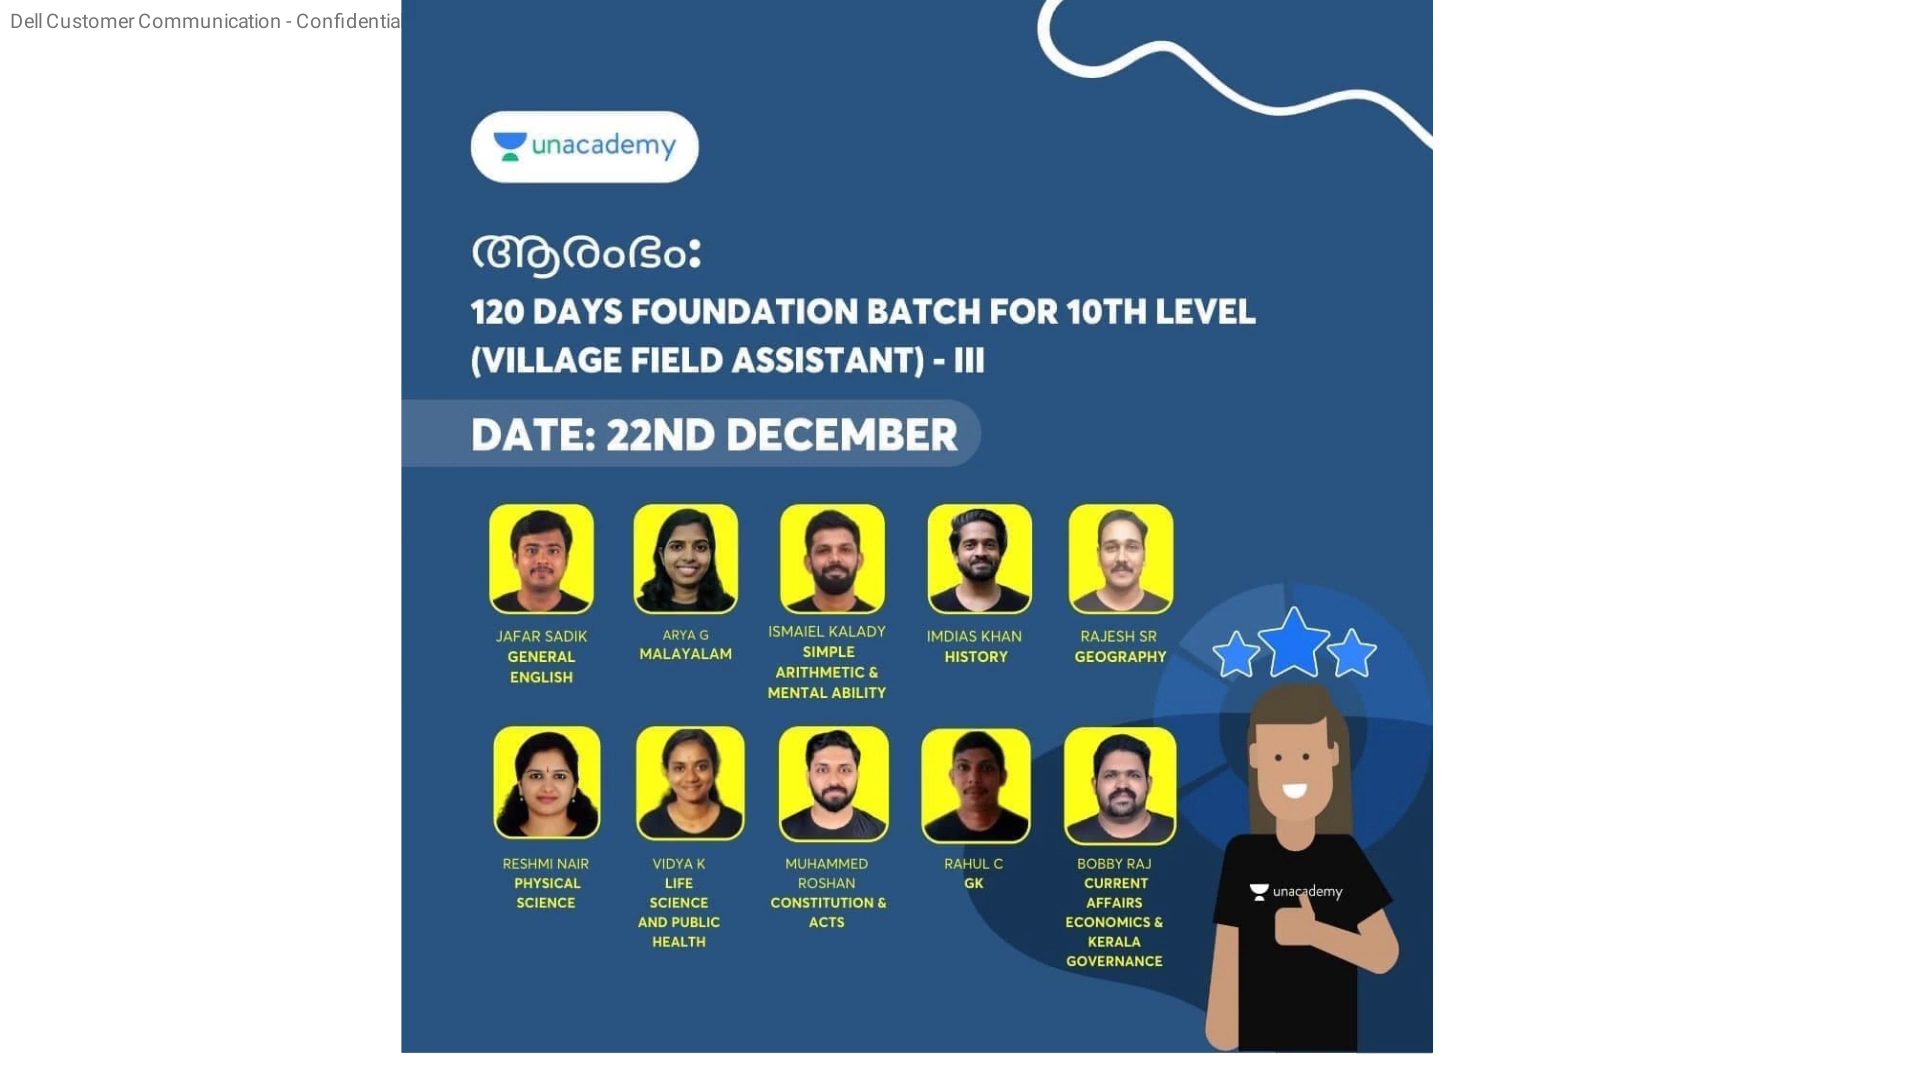 Dell Customer Communication - Confidentia
unacademy
ആരംഭം:
120 DAYS FOUNDATION BATCH FOR 10TH LEVEL
(VILLAGE FIELD ASSISTANT) - III
DATE: 22ND DECEMBER
JAFAR SADIK
GENERAL
ENGLISH
ARYA G
MALAYALAM
ISMAIEL KALADY
SIMPLE
ARITHMETIC &
MENTAL ABILITY
IMDIAS KHAN
HISTORY
RAJESH SR
GEOGRAPHY
RESHMI NAIR
PHYSICAL
SCIENCE
VIDYA K
LIFE
SCIENCE
AND PUBLIC
HEALTH
MUHAMMED
ROSHAN
CONSTITUTION &
ACTS
RAHUL C
GK
BOBBY RAJ
CURRENT
AFFAIRS
ECONOMICS &
KERALA
GOVERNANCE
unacademy